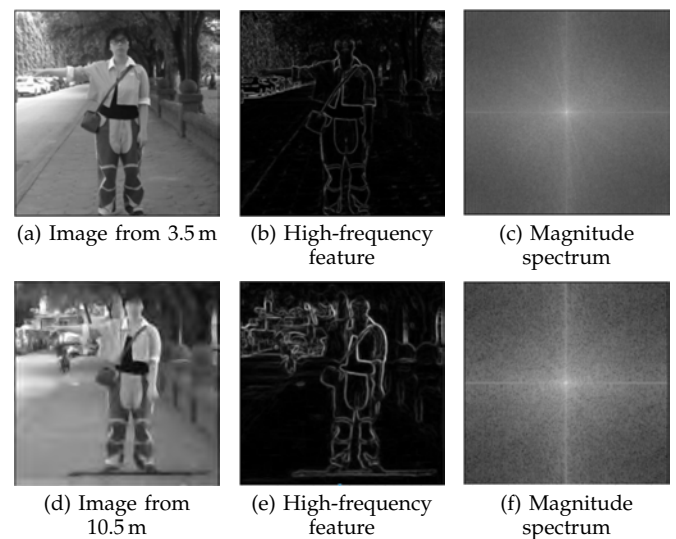 (a) Image from 3.5 m
(b) High-frequency
feature
(c) Magnitude
spectrum
(d) Image from
10.5 m
(e) High-frequency
feature
(f) Magnitude
spectrum